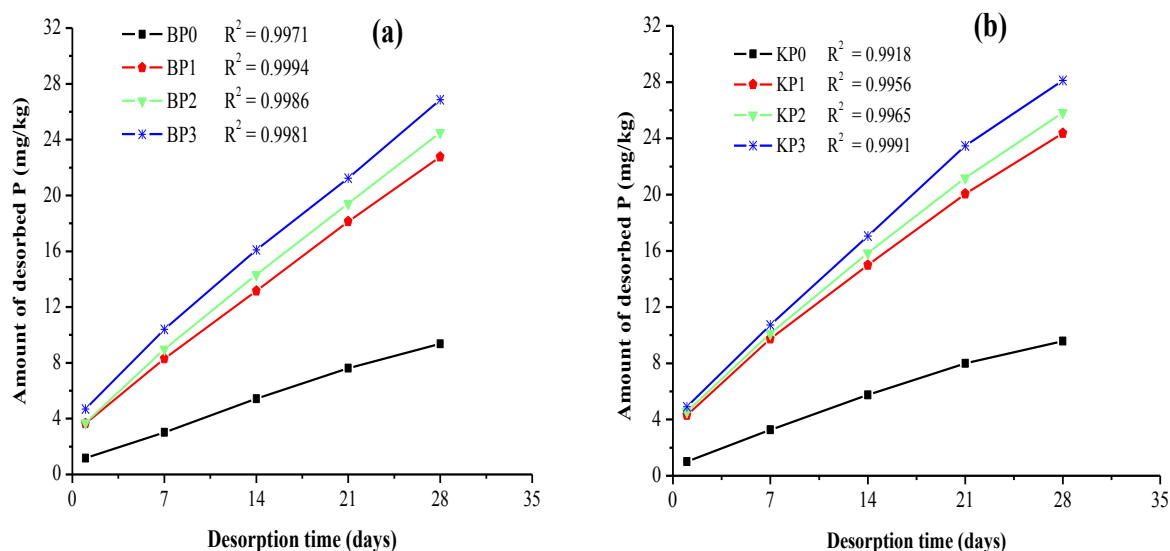 (a)
BP0 R² = 0.9971
BP1 R² = 0.9994
BP2 R² = 0.9986
BP3 R² = 0.9981
Amount of desorbed P (mg/kg)
32
28
24
20
16
12
8
4
0
0 7 14 21 28 35
Desorption time (days)
(b)
KP0 R² = 0.9918
KP1 R² = 0.9956
KP2 R² = 0.9965
KP3 R² = 0.9991
Amount of desorbed P (mg/kg)
32
28
24
20
16
12
8
4
0
0 7 14 21 28 35
Desorption time (days)